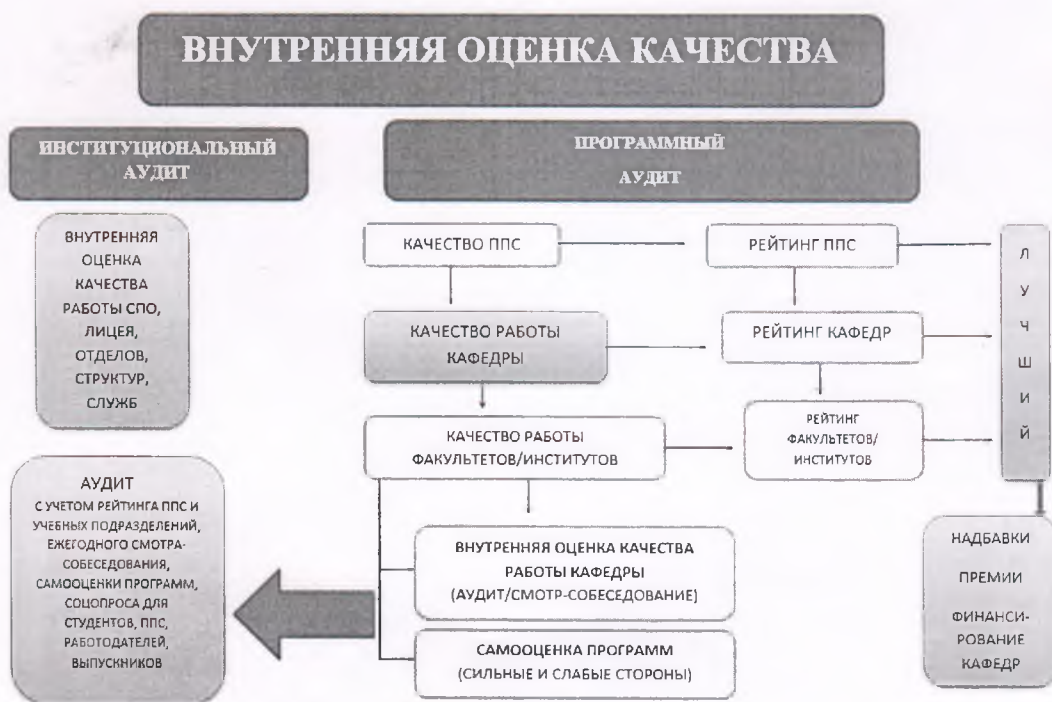 ВНУТРЕННЯЯ ОЦЕНКА КАЧЕСТВА
ИНСТИТУЦИОНАЛЬНЫЙ
АУДИТ
ПРОГРАММНЫЙ
АУДИТ
ВНУТРЕННЯЯ
ОЦЕНКА
КАЧЕСТВА
РАБОТЫ СПО,
ЛИЦЕЯ,
ОТДЕЛОВ,
СТРУКТУР,
СЛУЖБ
АУДИТ
С УЧЕТОМ РЕЙТИНГА ППС И
УЧЕБНЫХ ПОДРАЗДЕЛЕНИЙ,
ЕЖЕГОДНОГО СМОТРА-
СОБЕСЕДОВАНИЯ,
САМООЦЕНКИ ПРОГРАММ,
СОЦОПРОСА ДЛЯ
СТУДЕНТОВ, ППС,
РАБОТОДАТЕЛЕЙ,
ВЫПУСКНИКОВ
КАЧЕСТВО ППС
РЕЙТИНГ ППС
КАЧЕСТВО РАБОТЫ
КАФЕДРЫ
РЕЙТИНГ КАФЕДР
КАЧЕСТВО РАБОТЫ
ФАКУЛЬТЕТОВ/ИНСТИТУТОВ
РЕЙТИНГ
ФАКУЛЬТЕТОВ/
ИНСТИТУТОВ
ВНУТРЕННЯЯ ОЦЕНКА КАЧЕСТВА
РАБОТЫ КАФЕДРЫ
(АУДИТ/СМОТР-СОБЕСЕДОВАНИЕ)
САМООЦЕНКА ПРОГРАММ
(СИЛЬНЫЕ И СЛАБЫЕ СТОРОНЫ)
Л
У
Ч
Ш
И
Й
НАДБАВКИ
ПРЕМИИ
ФИНАНСИ-
РОВАНИЕ
КАФЕДР